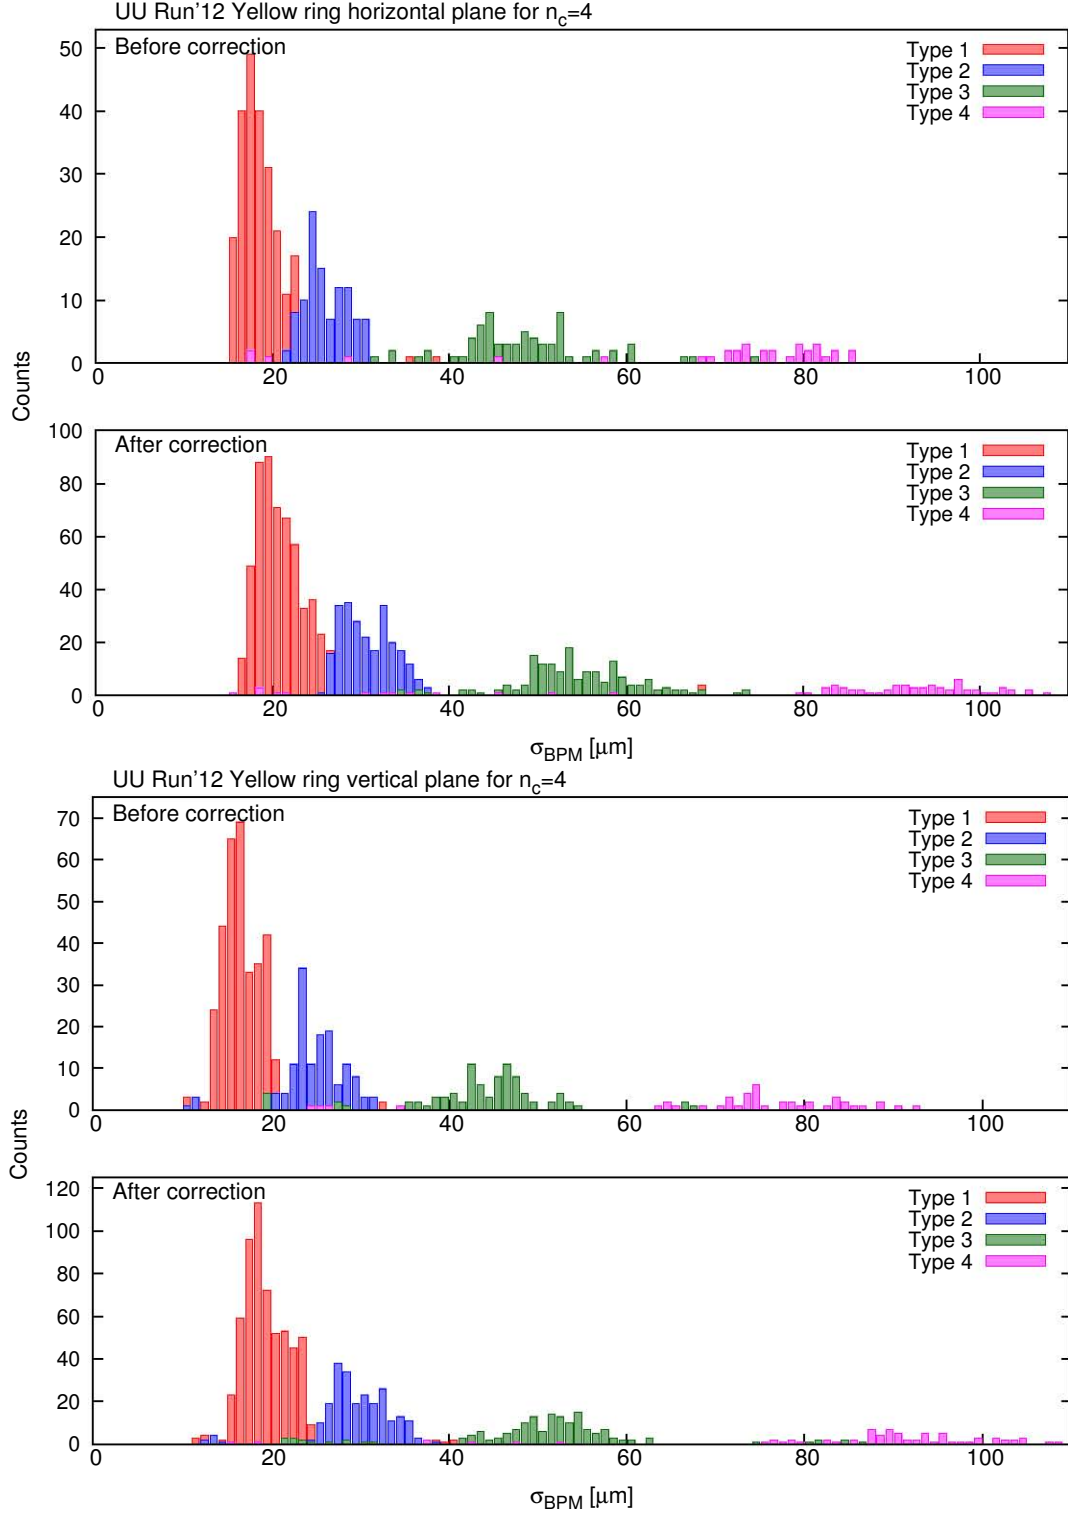 UU Run'12 Yellow ring horizontal plane for n_c=4
Before correction
Type 1
Type 2
Type 3
Type 4
50
40
30
20
10
0
0 20 40 60 80 100
Counts
After correction
Type 1
Type 2
Type 3
Type 4
100
80
60
40
20
0
0 20 40 60 80 100
σ_BPM [μm]
UU Run'12 Yellow ring vertical plane for n_c=4
Before correction
Type 1
Type 2
Type 3
Type 4
70
60
50
40
30
20
10
0
0 20 40 60 80 100
Counts
After correction
Type 1
Type 2
Type 3
Type 4
120
100
80
60
40
20
0
0 20 40 60 80 100
σ_BPM [μm]